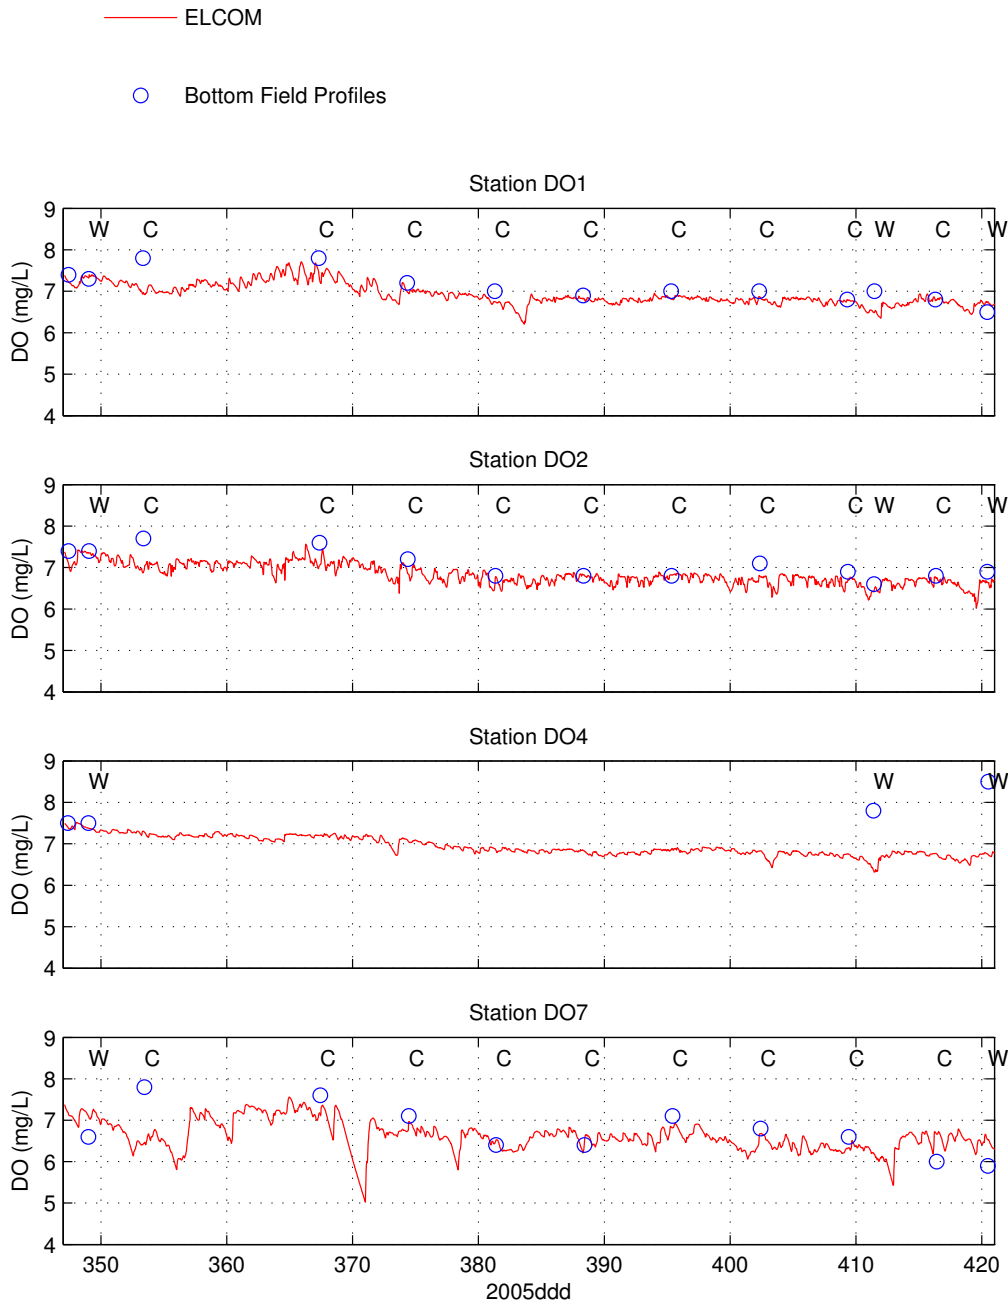 ELCOM
Bottom Field Profiles
Station DO1
9
8
7
6
5
4
DO (mg/L)
W C C C C C C C C W C W
Station DO2
9
8
7
6
5
4
DO (mg/L)
W C C C C C C C C W C W
Station DO4
9
8
7
6
5
4
DO (mg/L)
W W W
Station DO7
9
8
7
6
5
4
DO (mg/L)
W C C C C C C C C C W
350 360 370 380 390 400 410 420
2005ddd